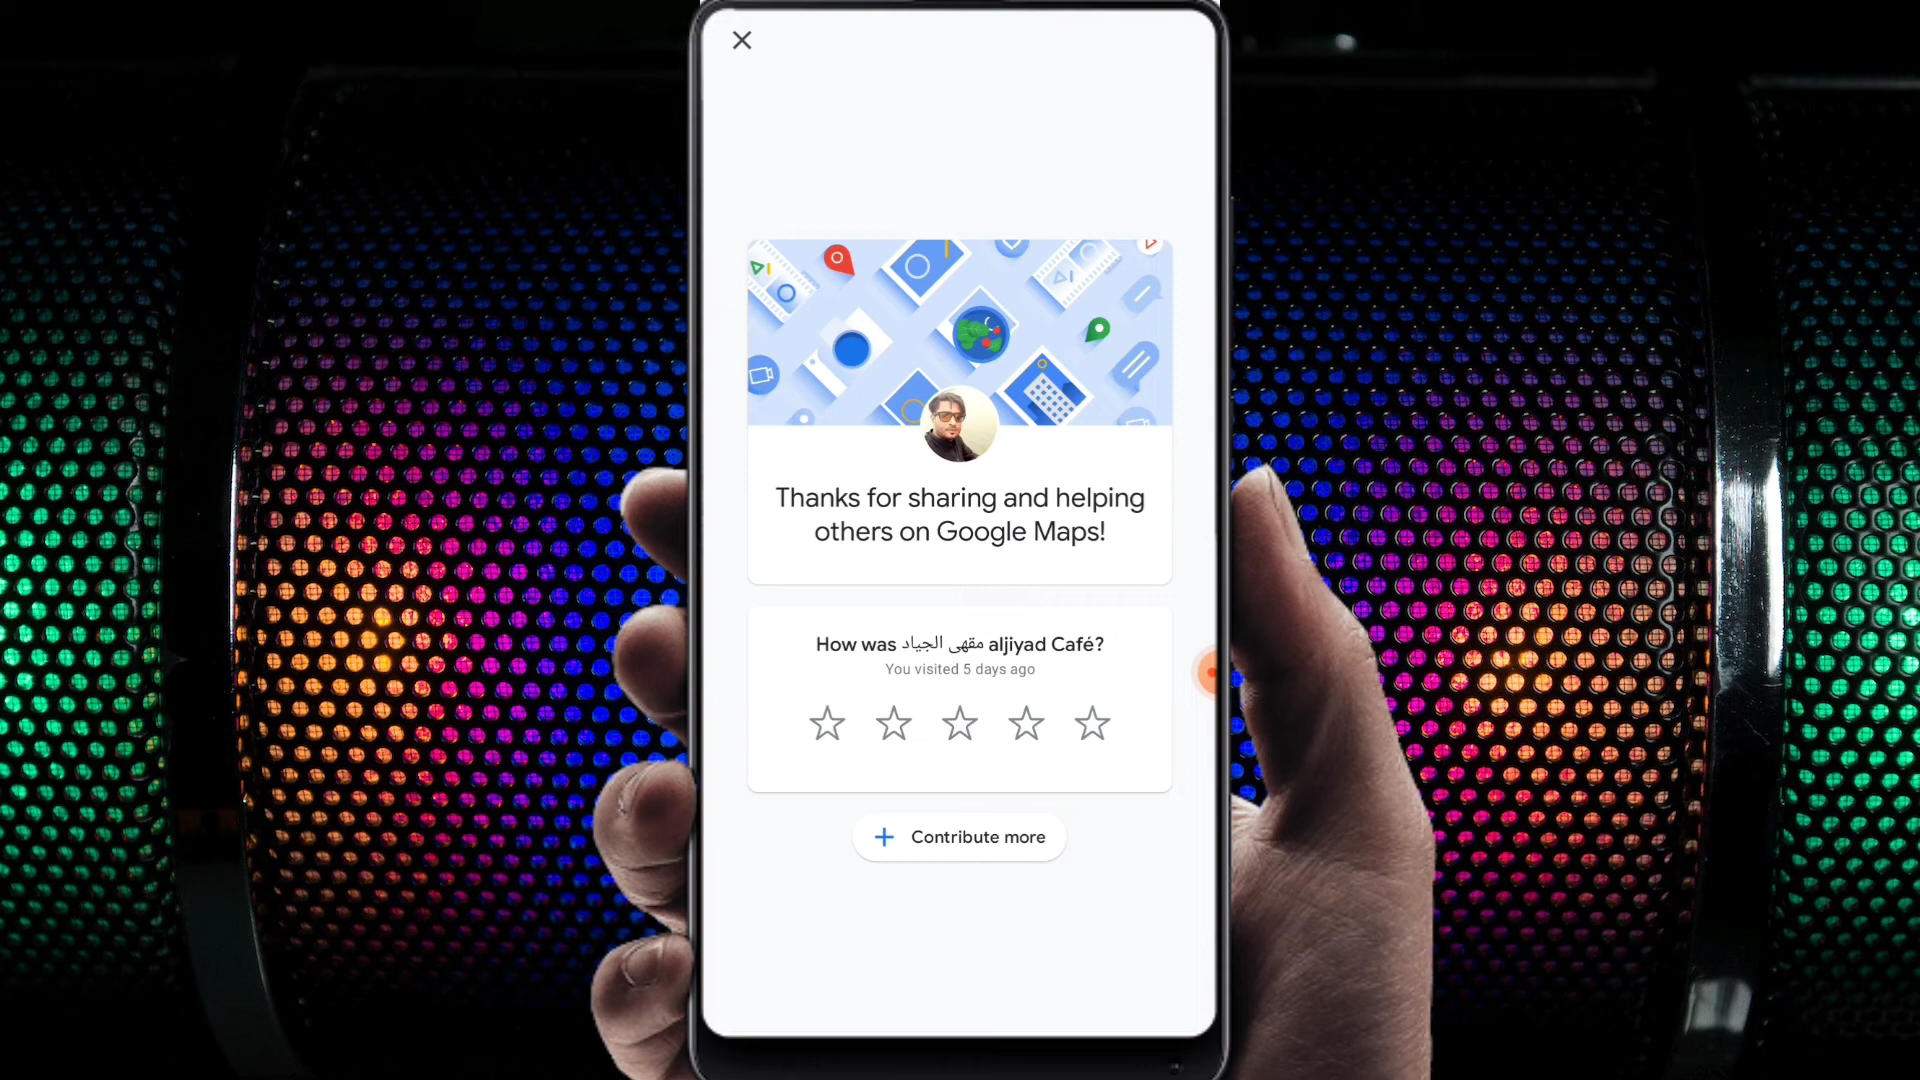 Thanks for sharing and helping
others on Google Maps!
How was مقهى الجياد aljiyad Café?
You visited 5 days ago
Contribute more